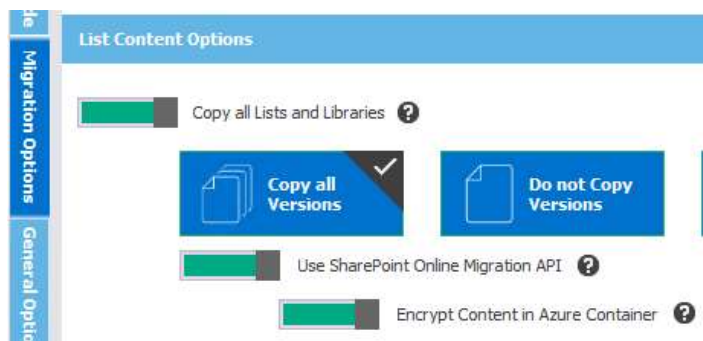 List Content Options
Migration Options
Copy all Lists and Libraries ?
Copy all
Versions
Do not Copy
Versions
Use SharePoint Online Migration API ?
General Optio
Encrypt Content in Azure Container ?